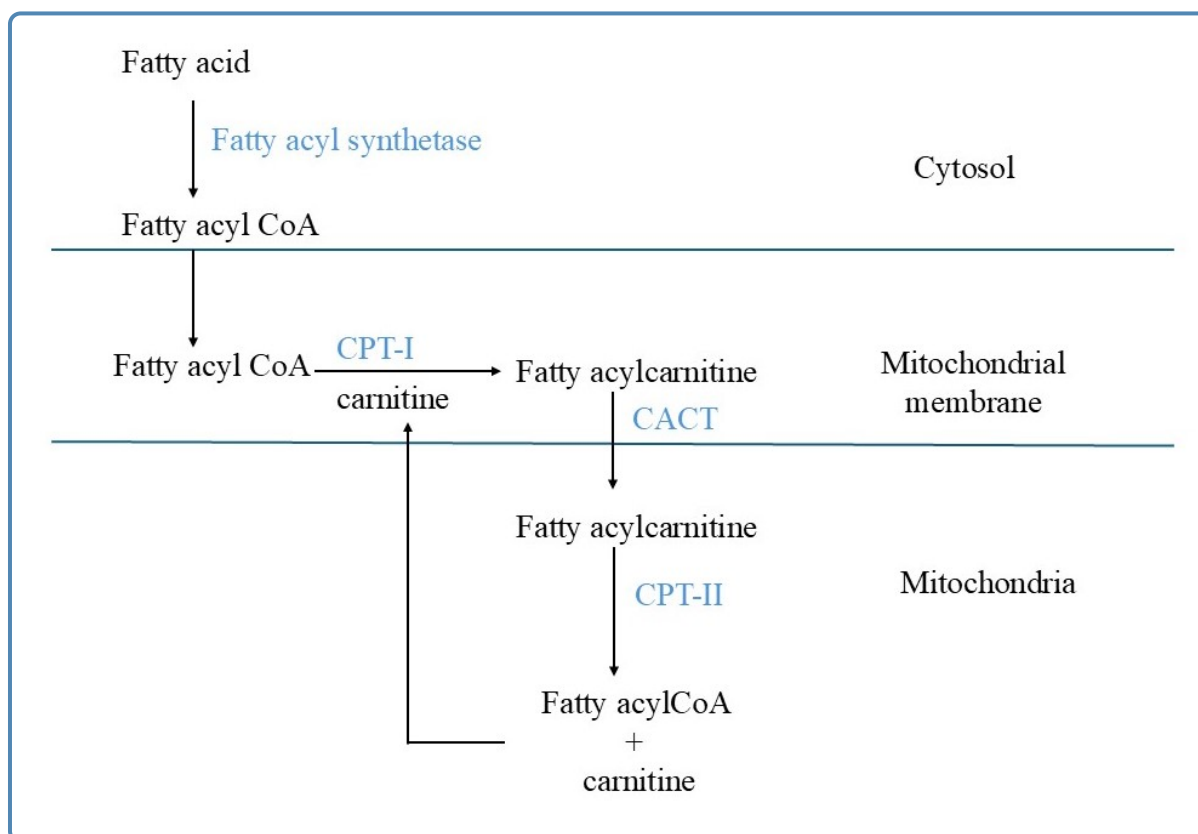 Fatty acid
Fatty acyl synthetase
Cytosol
Fatty acyl CoA
Fatty acyl CoA
CPT-I
carnitine
Fatty acylcarnitine
Mitochondrial
membrane
CACT
Fatty acylcarnitine
CPT-II
Mitochondria
Fatty acylCoA
+
carnitine